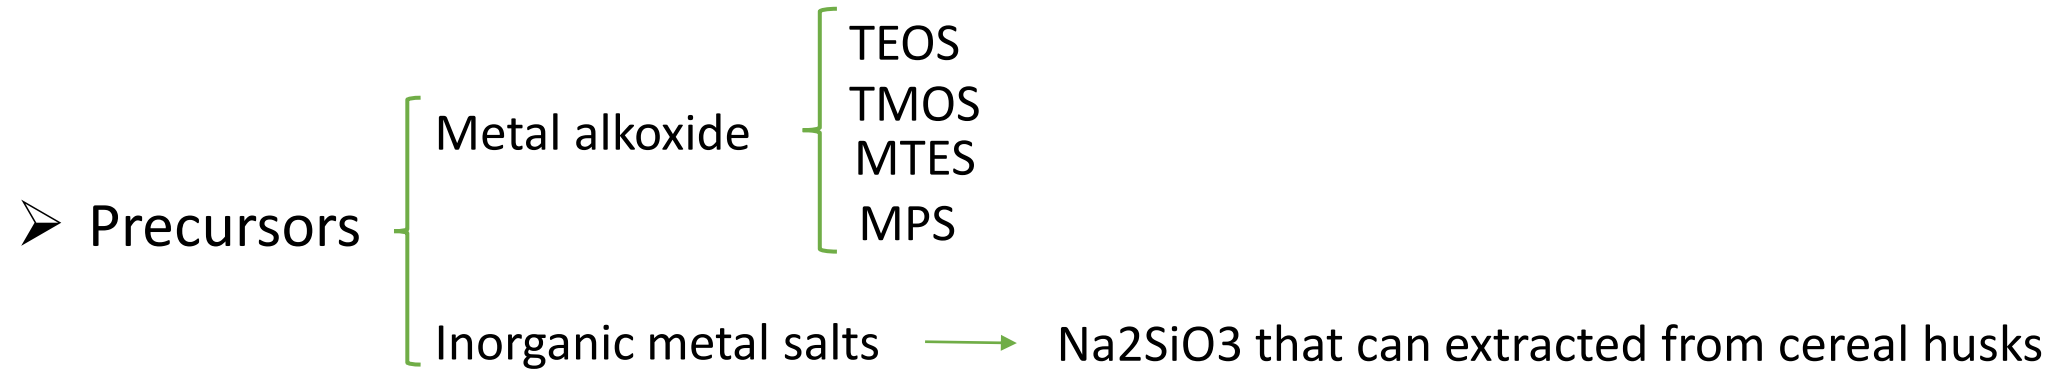 TEOS
TMOS
Metal alkoxide
MTES
MPS
Precursors
Inorganic metal salts
Na2SiO3 that can extracted from cereal husks